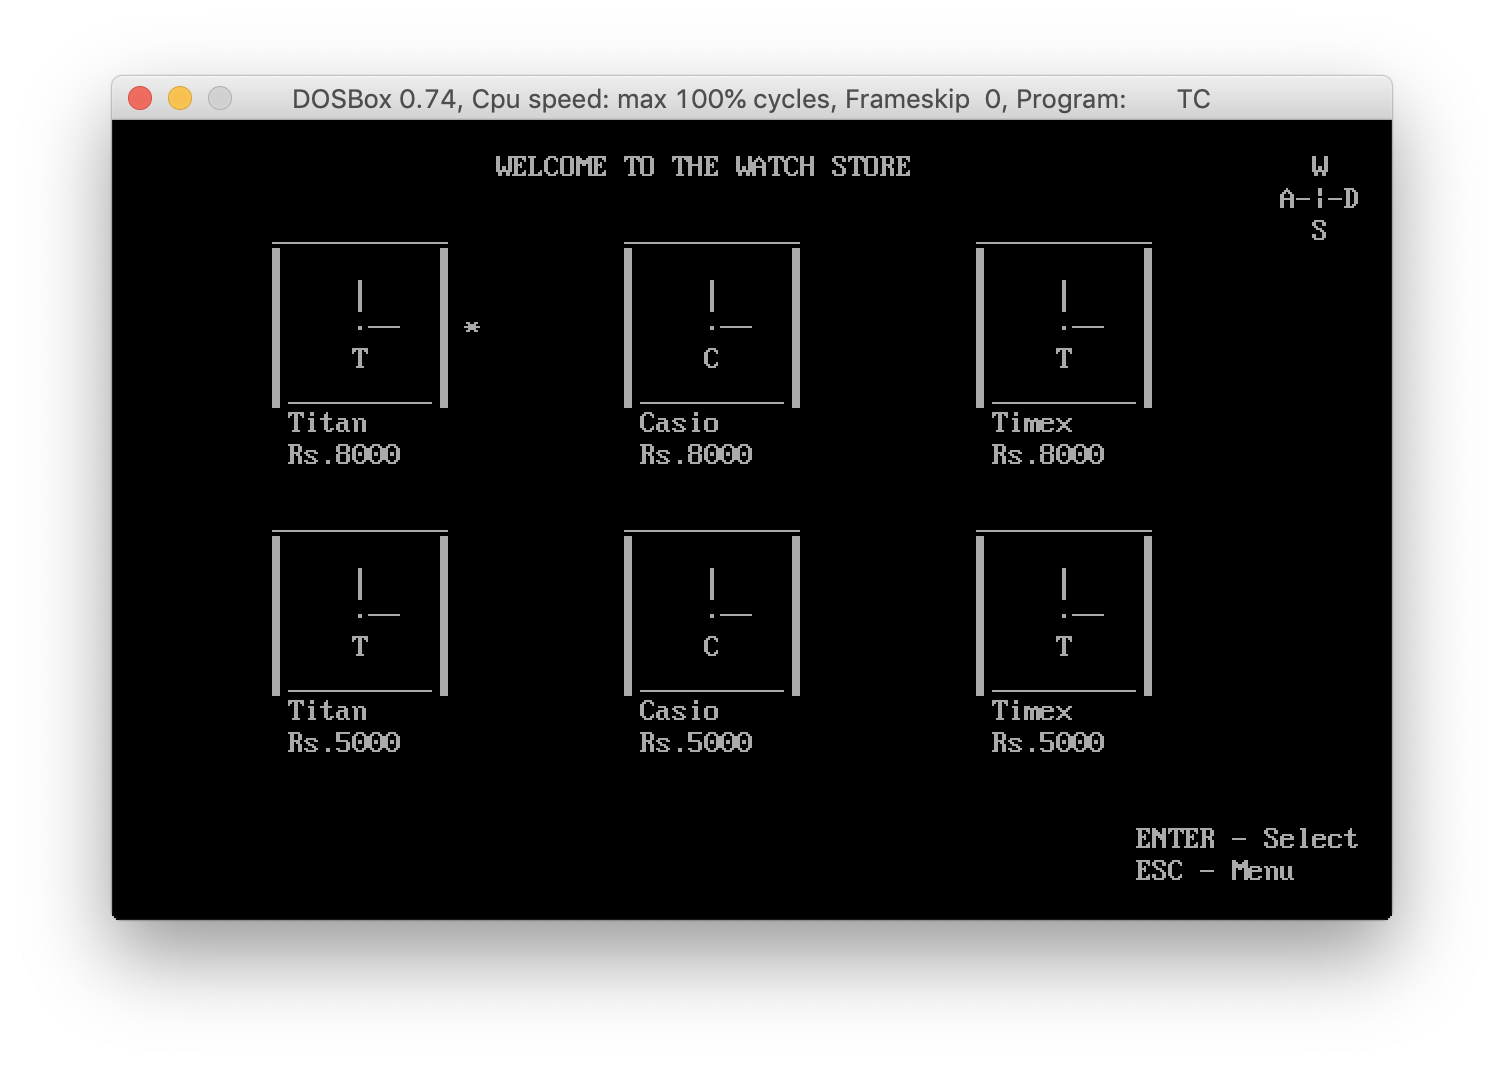 DOSBox 0.74, Cpu speed: max 100% cycles, Frameskip 0, Program: TC
WELCOME TO THE WATCH STORE
W
A-¦-D
S
*
T
C
T
Titan
Rs.8000
Casio
Rs.8000
Timex
Rs.8000
T
C
T
Titan
Rs.5000
Casio
Rs.5000
Timex
Rs.5000
ENTER - Select
ESC - Menu